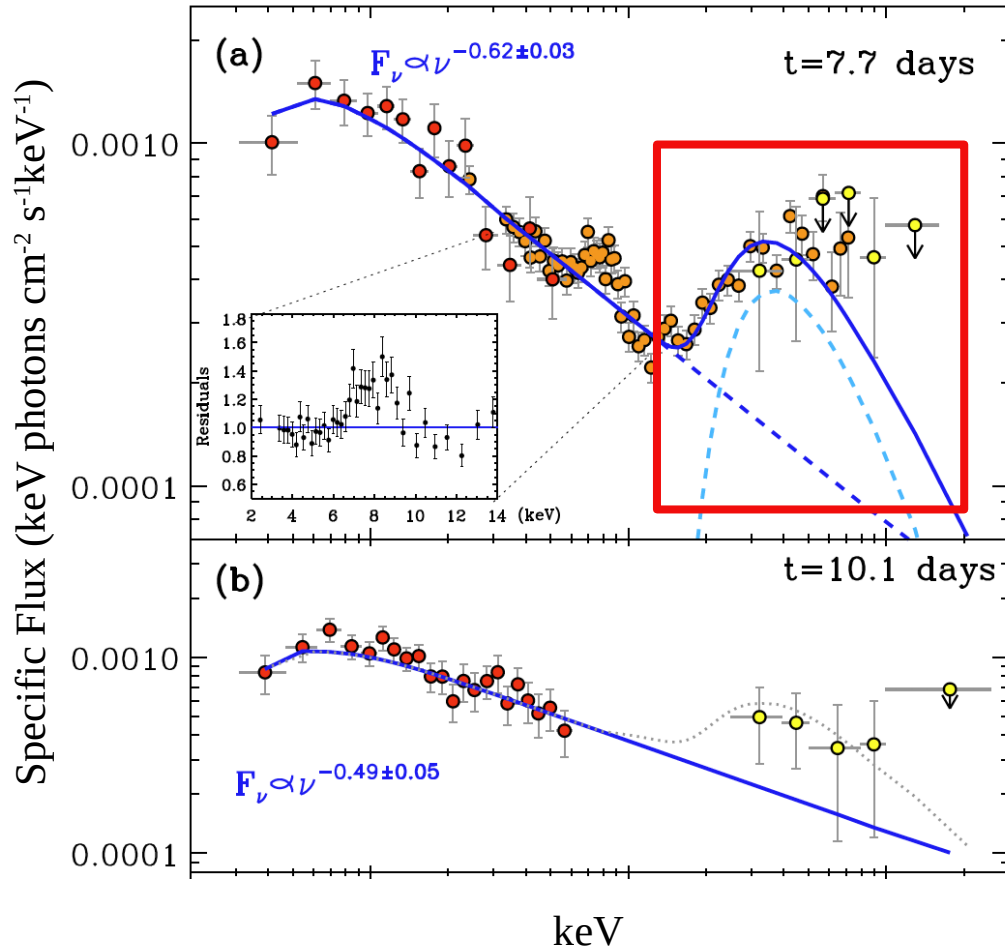 Specific Flux (keV photons cm⁻² s⁻¹keV⁻¹)
(a)
F_ν∝ν^−0.62±0.03
t=7.7 days
0.0010
0.0001
Residuals
1.8
1.6
1.4
1.2
1.0
0.8
0.6
2 4 6 8 10 12 14 (keV)
(b)
t=10.1 days
0.0010
F_ν∝ν^−0.49±0.05
0.0001
keV